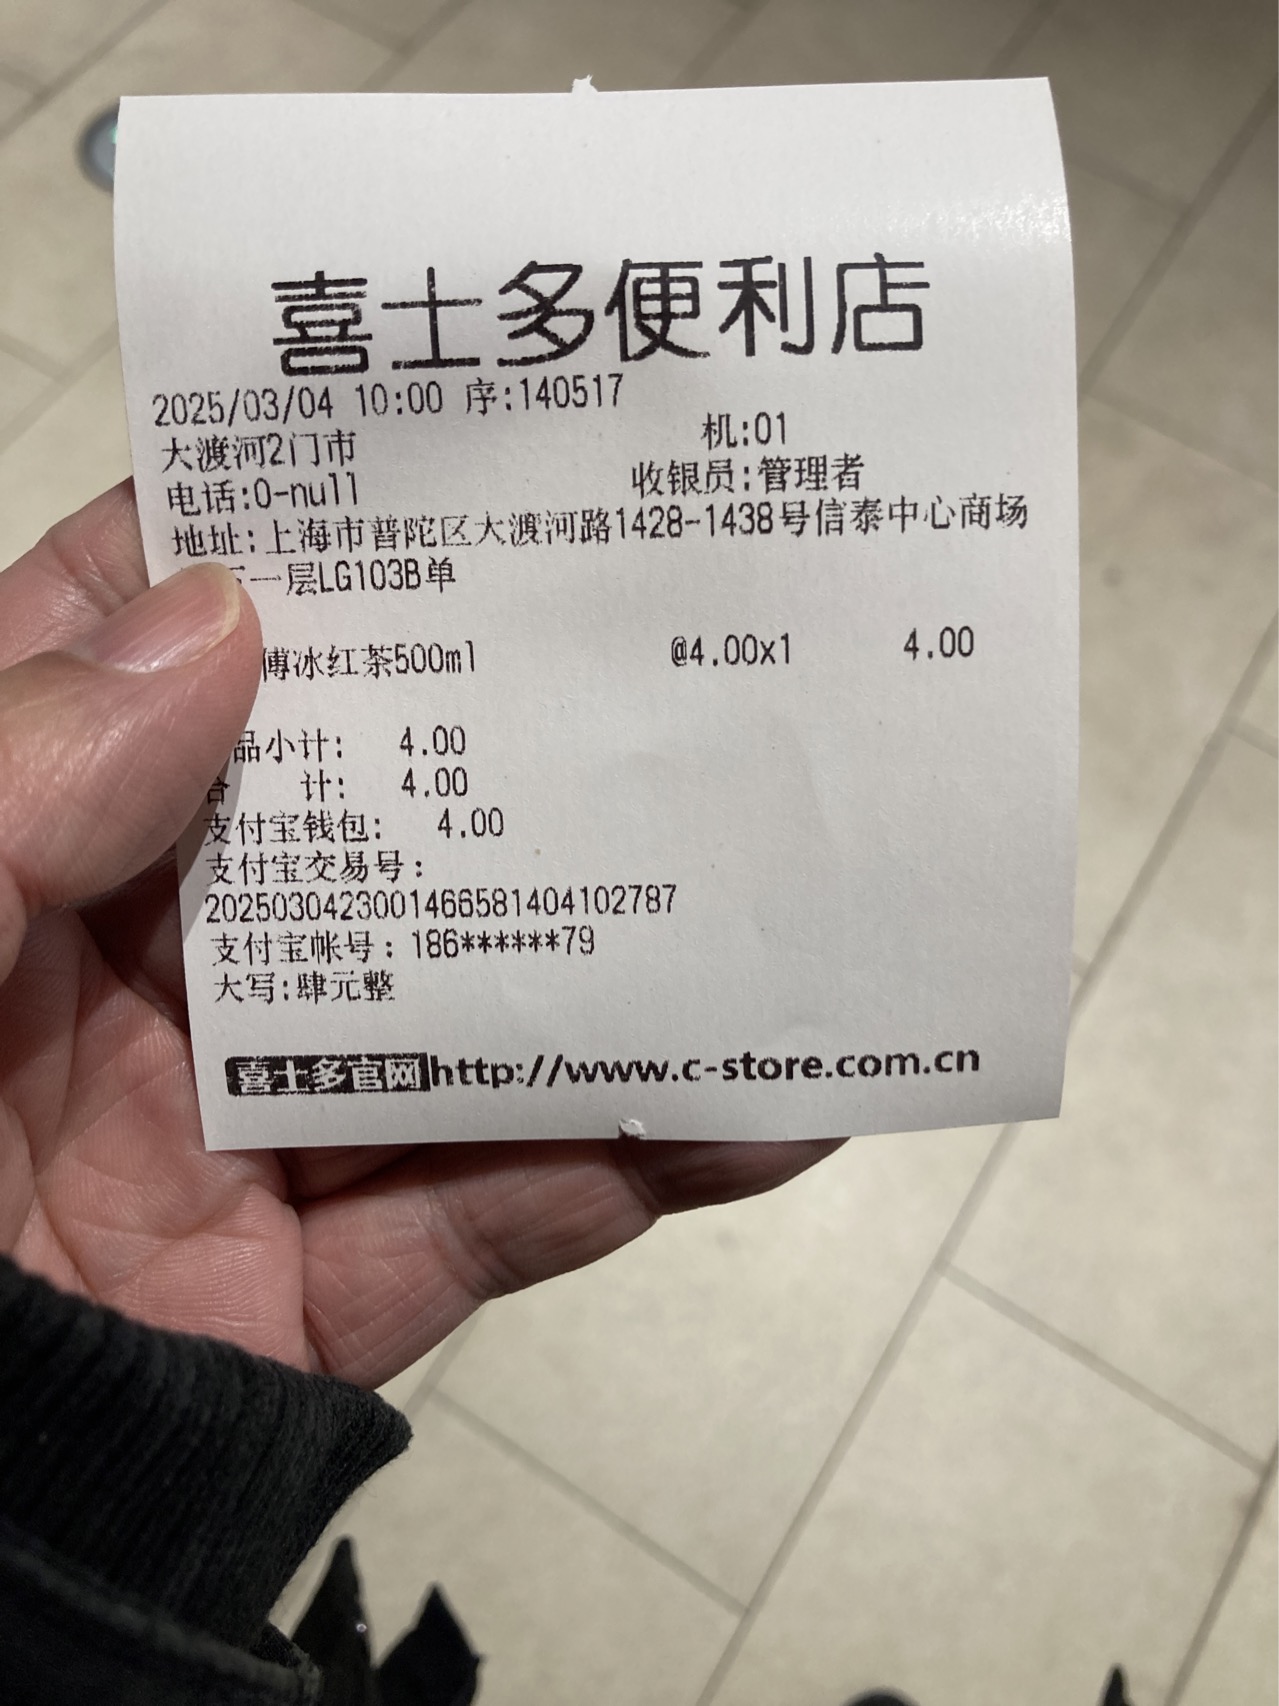 喜士多便利店
2025/03/04 10:00 序:140517
大渡河2门市 机:01
电话:0-null 收银员:管理者
地址:上海市普陀区大渡河路1428-1438号信泰中心商场
一层LG103B单
傅冰红茶500ml @4.00x1 4.00
品小计: 4.00
合 计: 4.00
支付宝钱包: 4.00
支付宝交易号:
2025030423001466581404102787
支付宝帐号:186******79
大写:肆元整
喜士多官网http://www.c-store.com.cn